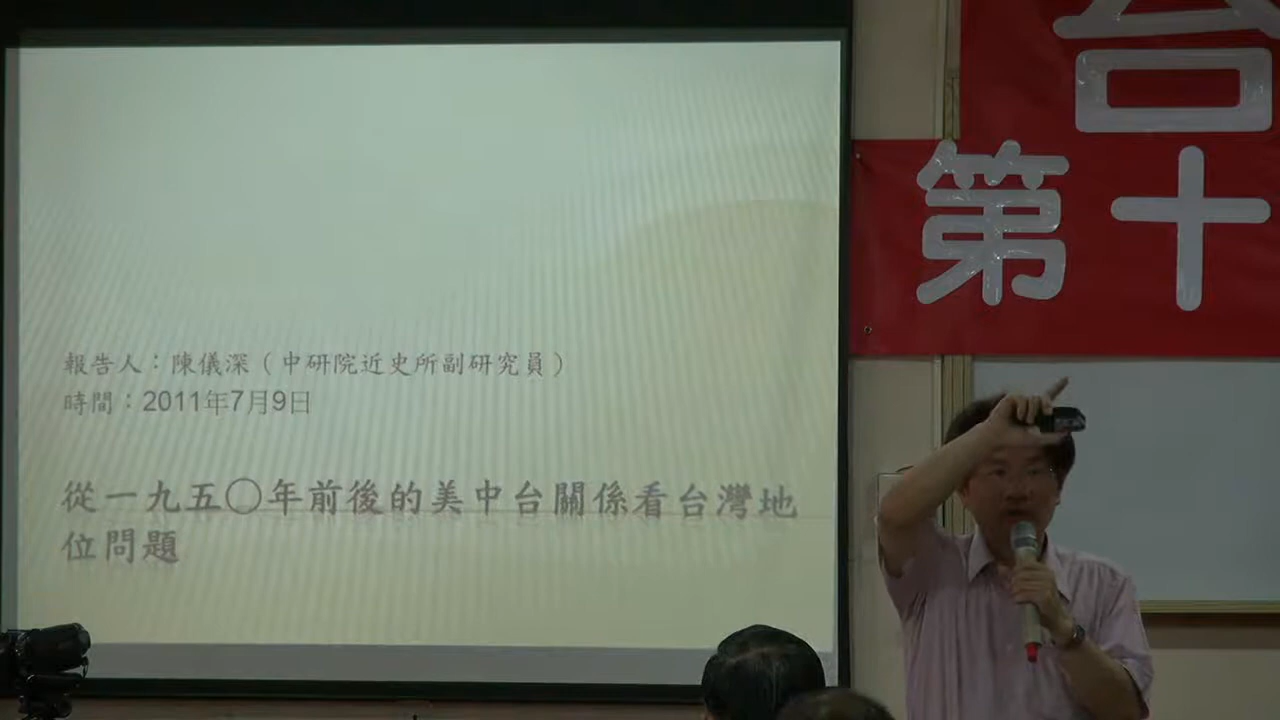 報告人：陳儀深（中研院近史所副研究員）
時間：2011年7月9日
從一九五〇年前後的美中台關係看台灣地
位問題
台
第十